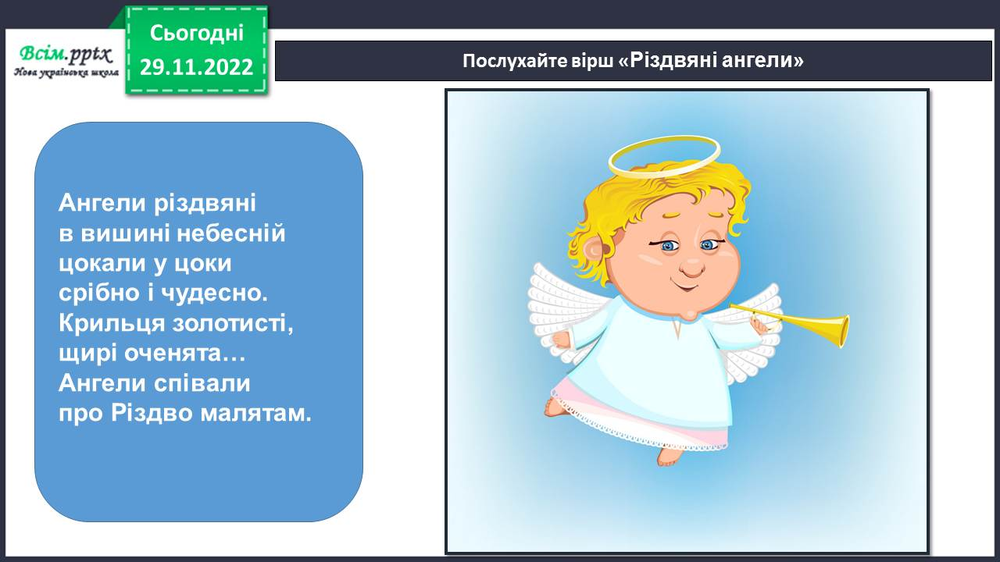 Всім.pptx
Нова українська школа
Сьогодні
29.11.2022
Послухайте вірш «Різдвяні ангели»
Ангели різдвяні
в вишині небесній
цокали у цоки
срібно і чудесно.
Крильця золотисті,
щирі оченята…
Ангели співали
про Різдво малятам.